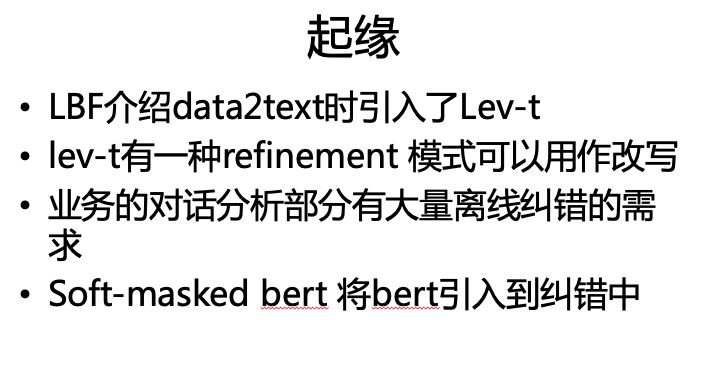 起缘
• LBF介绍data2text时引入了Lev-t
• lev-t有一种refinement 模式可以用作改写
• 业务的对话分析部分有大量离线纠错的需
求
• Soft-masked bert 将bert引入到纠错中